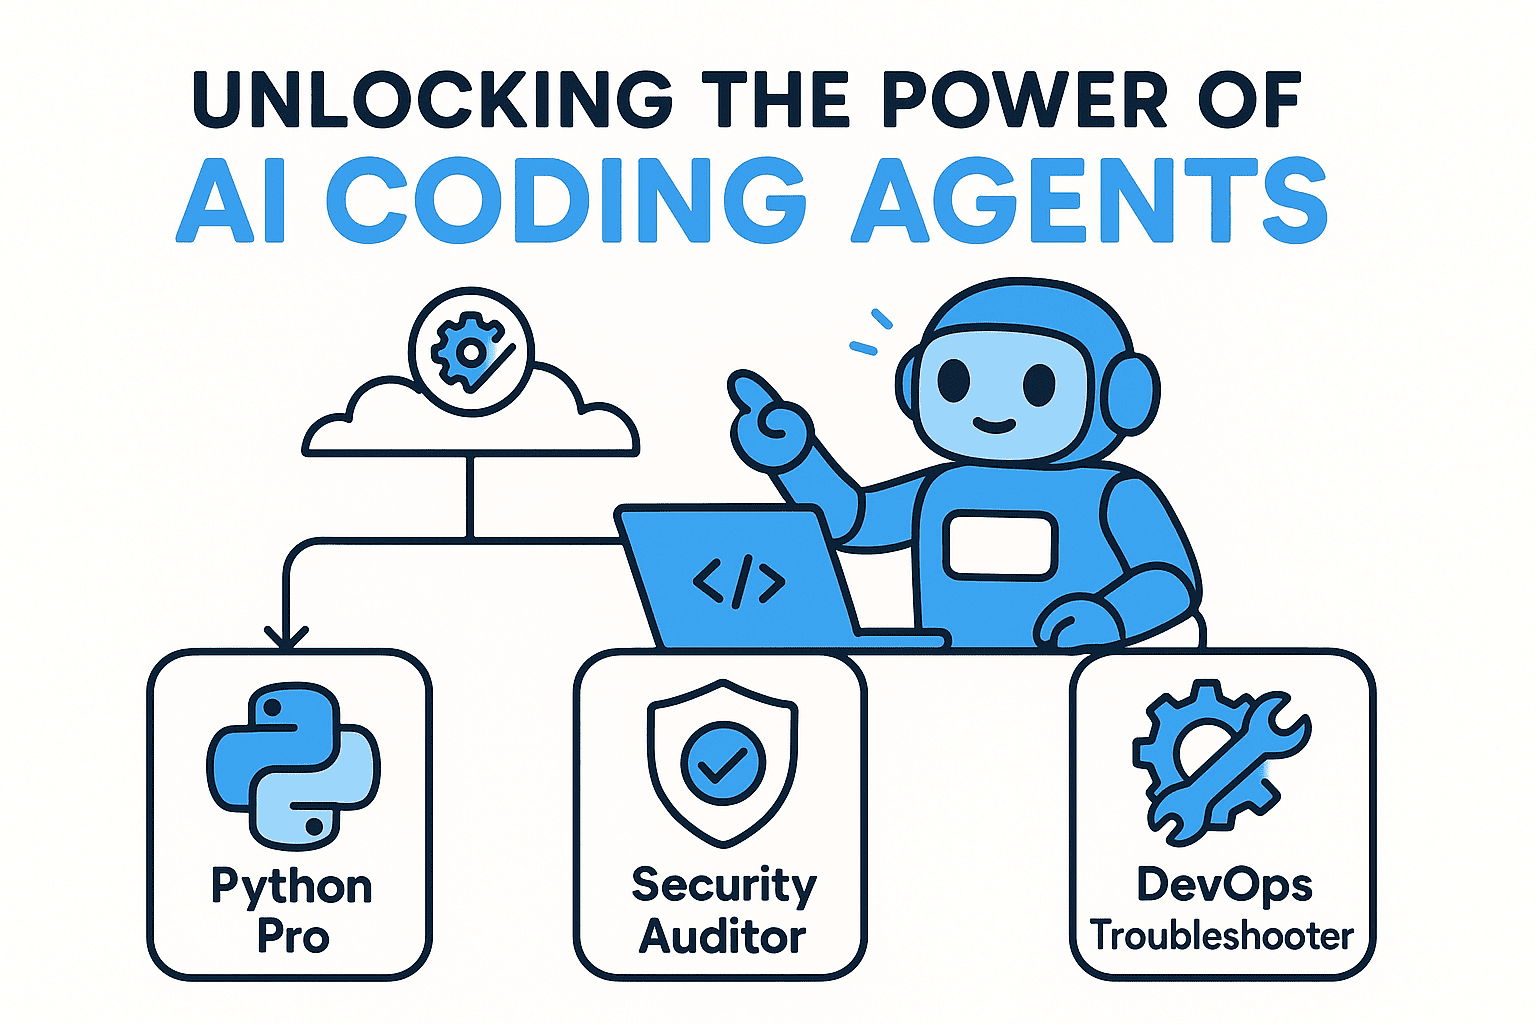 UNLOCKING THE POWER OF
AI CODING AGENTS
</>
Python
Pro
Security
Auditor
DevOps
Troubleshooter